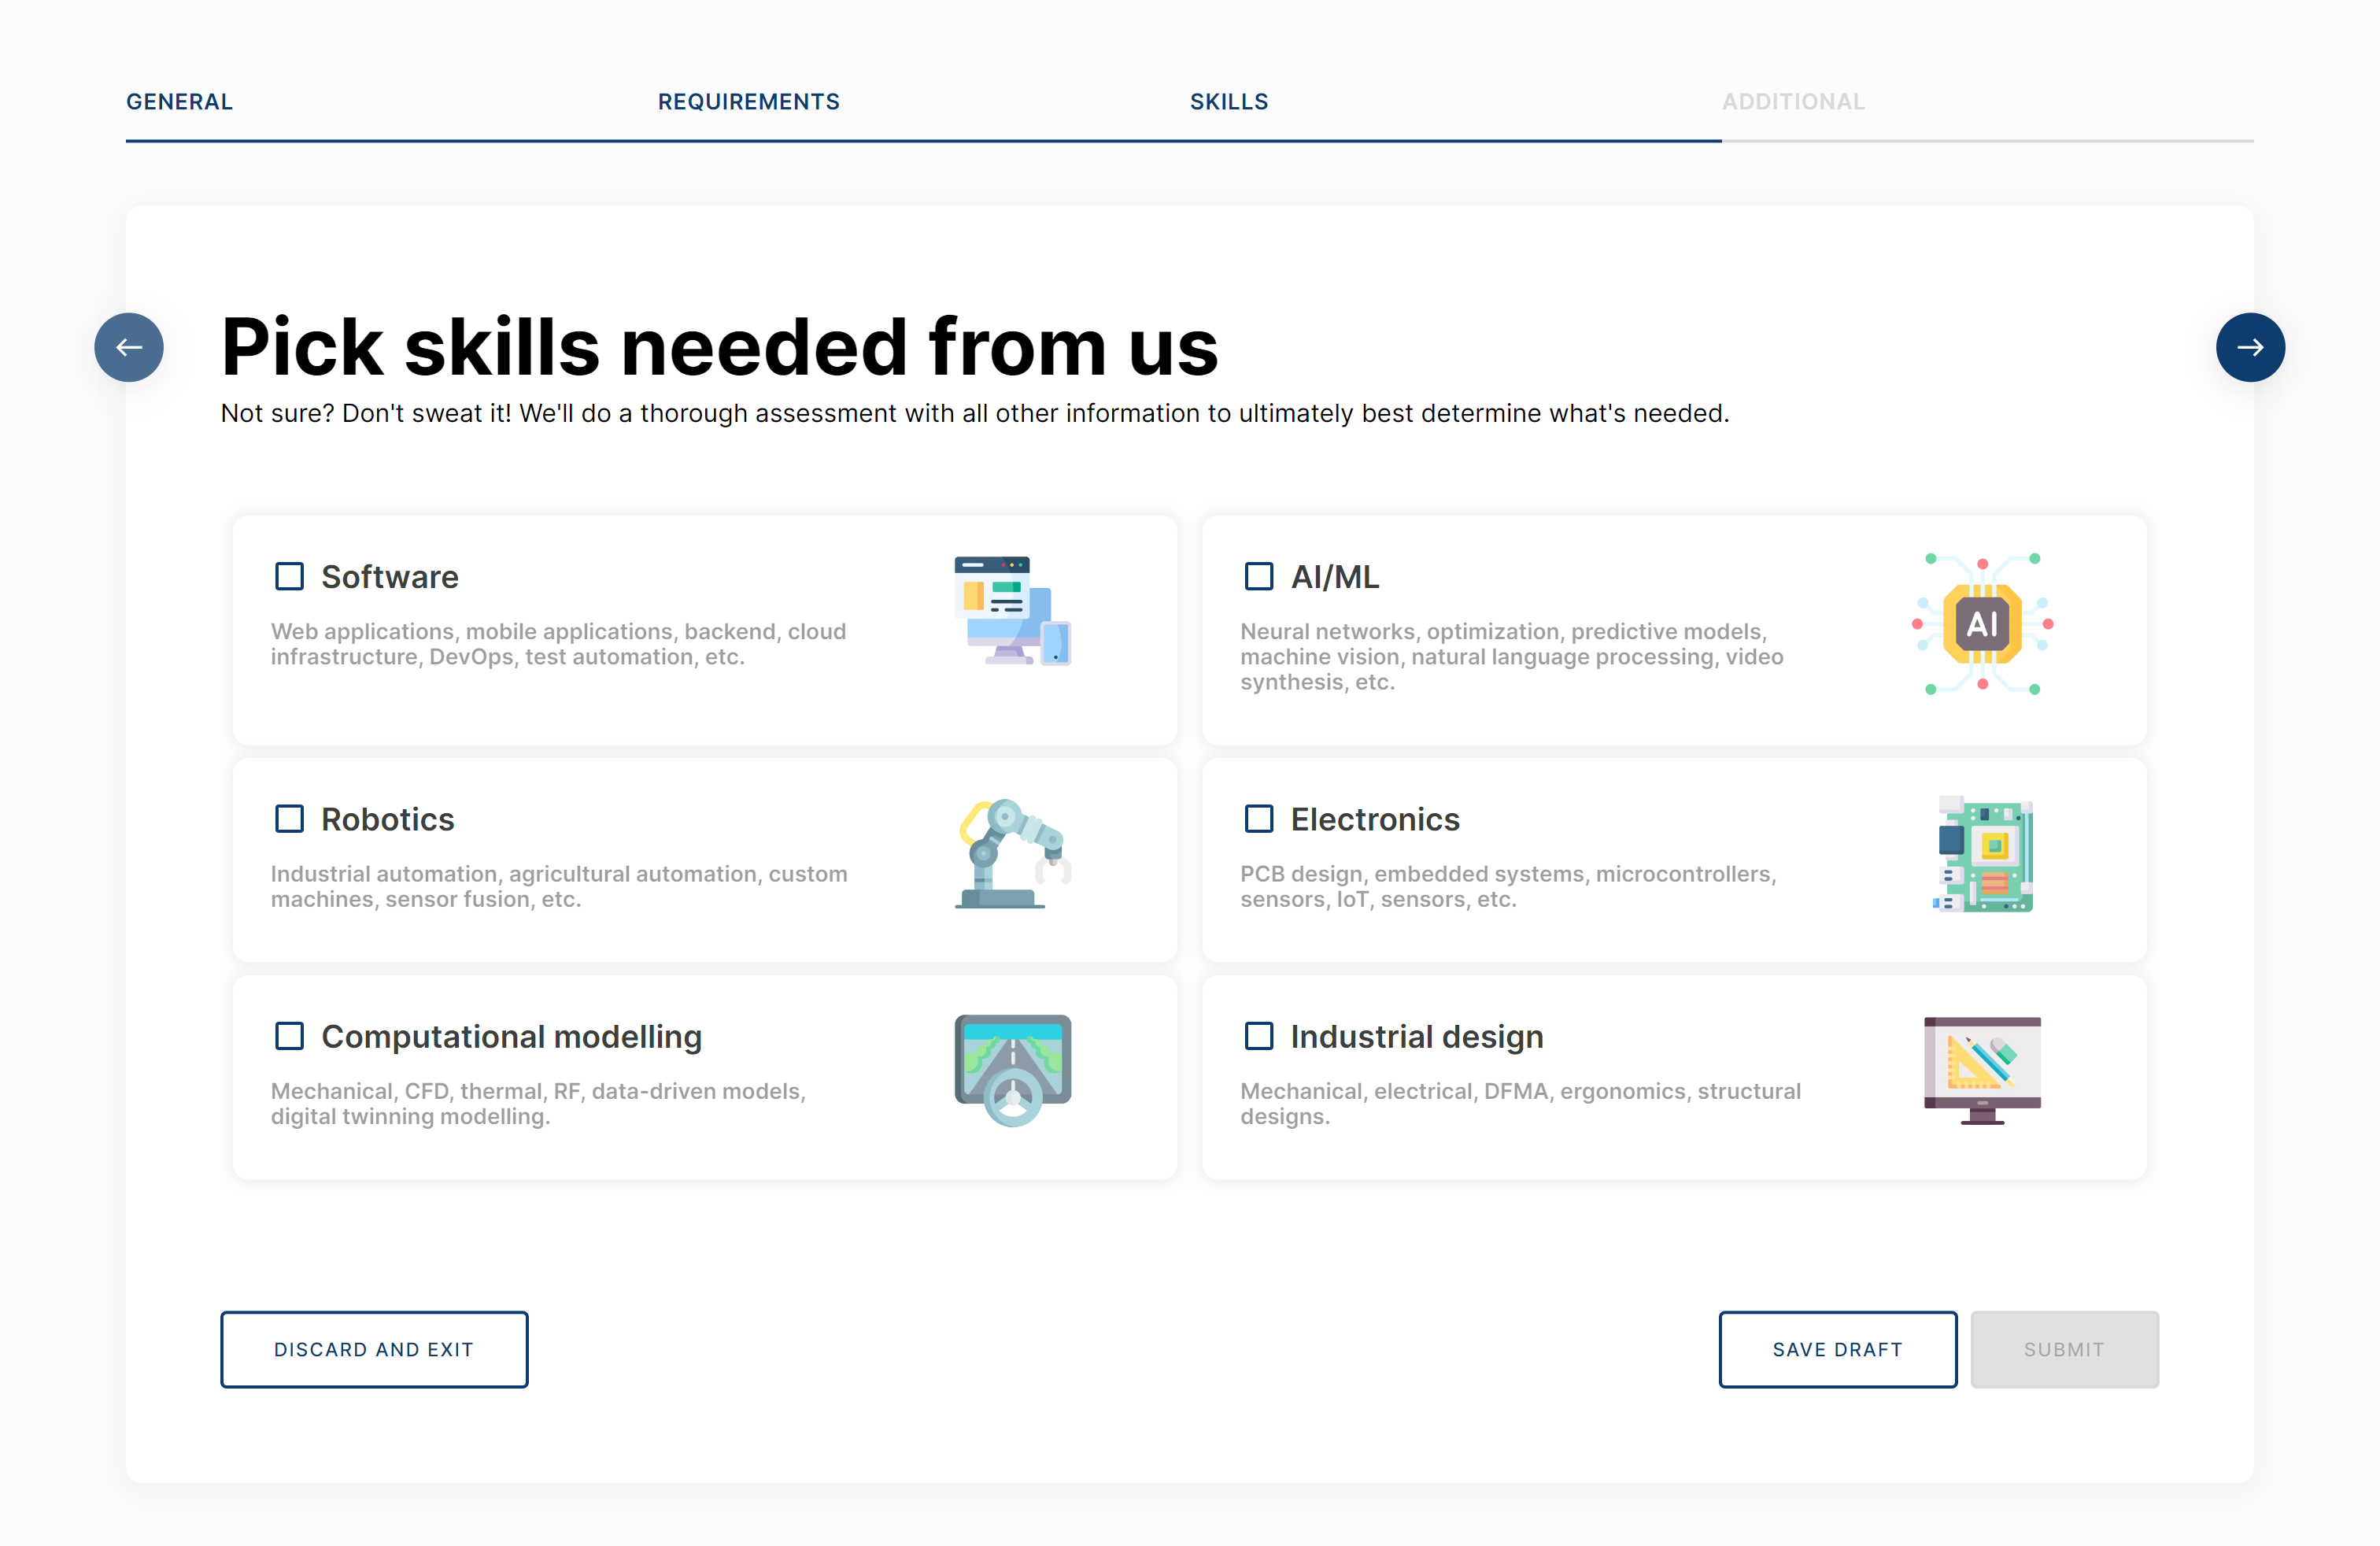 GENERAL
REQUIREMENTS
SKILLS
ADDITIONAL
Pick skills needed from us
Not sure? Don't sweat it! We'll do a thorough assessment with all other information to ultimately best determine what's needed.
Software
Web applications, mobile applications, backend, cloud
infrastructure, DevOps, test automation, etc.
AI/ML
Neural networks, optimization, predictive models,
machine vision, natural language processing, video
synthesis, etc.
AI
Robotics
Industrial automation, agricultural automation, custom
machines, sensor fusion, etc.
Electronics
PCB design, embedded systems, microcontrollers,
sensors, IoT, sensors, etc.
Computational modelling
Mechanical, CFD, thermal, RF, data-driven models,
digital twinning modelling.
Industrial design
Mechanical, electrical, DFMA, ergonomics, structural
designs.
DISCARD AND EXIT
SAVE DRAFT
SUBMIT